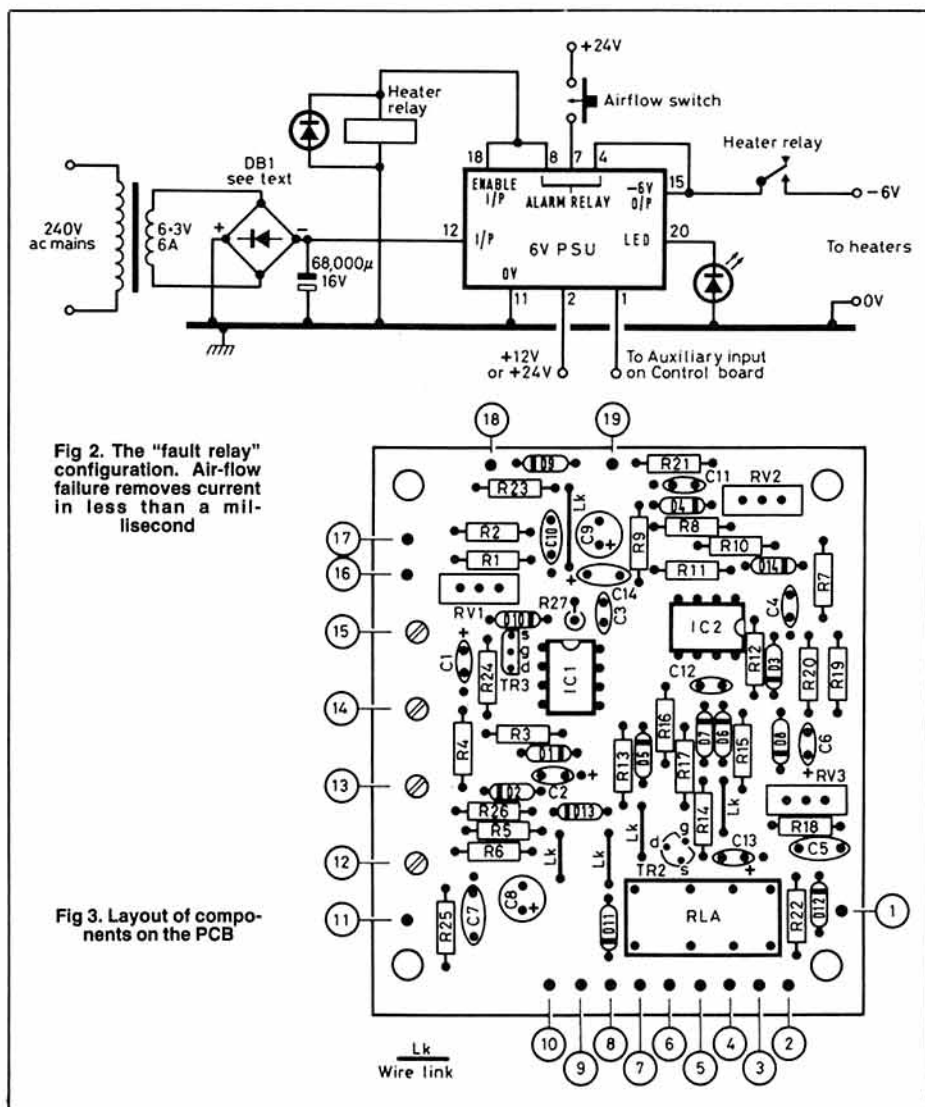 +24V
Airflow switch
Heater
relay
DB1
see text
240V
ac mains
6·3V
6A
+
−
68,000μ
16V
18
8
7
4
15
ENABLE
I/P
ALARM RELAY
−6V
O/P
12
I/P
6V PSU
LED
20
0V
11
2
1
Heater relay
−6V
To heaters
0V
+12V
or +24V
To Auxiliary input
on Control board
Fig 2. The "fault relay"
configuration. Air-flow
failure removes current
in less than a mil-
lisecond
18
19
D9
R21
R23
Lk
C11
RV2
D4
17
R2
C10
C9
+
R9
R8
R10
16
R1
R11
D14
R7
RV1
+
C14
R27
C3
C4
15
D10
IC2
+
C1
R24
s
g
d
TR3
IC1
R12
D3
R20
R19
C12
14
R3
R16
D7
D6
R15
D8
C6
+
R4
D1
R13
D5
R17
13
C2
+
RV3
D2
D13
R14
Lk
R26
R18
R5
Lk
d
g
s
TR2
C13
+
C5
R6
Lk
Lk
12
C8
+
RLA
R22
D12
1
Fig 3. Layout of compo-
nents on the PCB
11
R25
C7
D11
10
9
8
7
6
5
4
3
2
Lk
Wire link